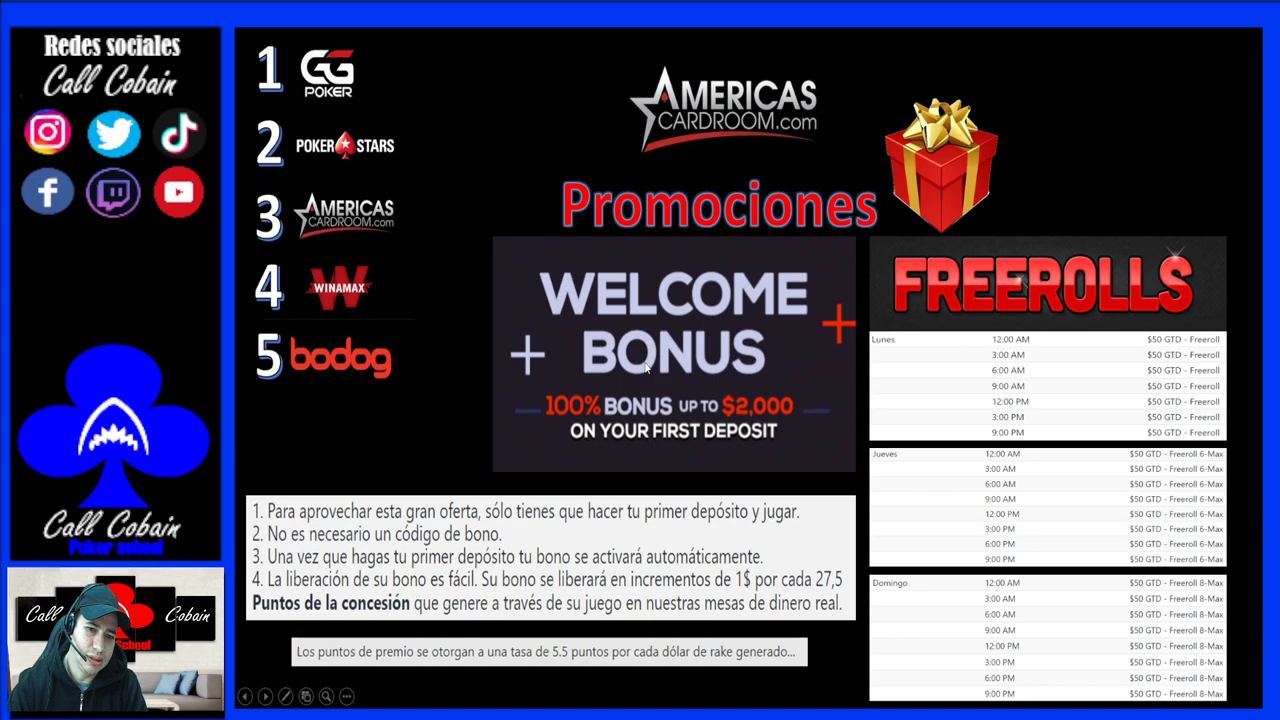 Redes sociales
Call Cobain
Call Cobain
Poker school
Call
Cobain
School
1 GG
POKER
2 POKER STARS
3 AMERICAS
CARDROOM.com
4 WINAMAX
5 bodog
AMERICAS
CARDROOM.com
Promociones
WELCOME
BONUS
100% BONUS UP TO $2,000
ON YOUR FIRST DEPOSIT
1. Para aprovechar esta gran oferta, sólo tienes que hacer tu primer depósito y jugar.
2. No es necesario un código de bono.
3. Una vez que hagas tu primer depósito tu bono se activará automáticamente.
4. La liberación de su bono es fácil. Su bono se liberará en incrementos de 1$ por cada 27,5
Puntos de la concesión que genere a través de su juego en nuestras mesas de dinero real.
Los puntos de premio se otorgan a una tasa de 5.5 puntos por cada dólar de rake generado...
FREEROLLS
Lunes 12:00 AM $50 GTD - Freeroll
3:00 AM $50 GTD - Freeroll
6:00 AM $50 GTD - Freeroll
9:00 AM $50 GTD - Freeroll
12:00 PM $50 GTD - Freeroll
3:00 PM $50 GTD - Freeroll
9:00 PM $50 GTD - Freeroll
Jueves 12:00 AM $50 GTD - Freeroll 6-Max
3:00 AM $50 GTD - Freeroll 6-Max
6:00 AM $50 GTD - Freeroll 6-Max
9:00 AM $50 GTD - Freeroll 6-Max
12:00 PM $50 GTD - Freeroll 6-Max
3:00 PM $50 GTD - Freeroll 6-Max
6:00 PM $50 GTD - Freeroll 6-Max
9:00 PM $50 GTD - Freeroll 6-Max
Domingo 12:00 AM $50 GTD - Freeroll 8-Max
3:00 AM $50 GTD - Freeroll 8-Max
6:00 AM $50 GTD - Freeroll 8-Max
9:00 AM $50 GTD - Freeroll 8-Max
12:00 PM $50 GTD - Freeroll 8-Max
3:00 PM $50 GTD - Freeroll 8-Max
6:00 PM $50 GTD - Freeroll 8-Max
9:00 PM $50 GTD - Freeroll 8-Max